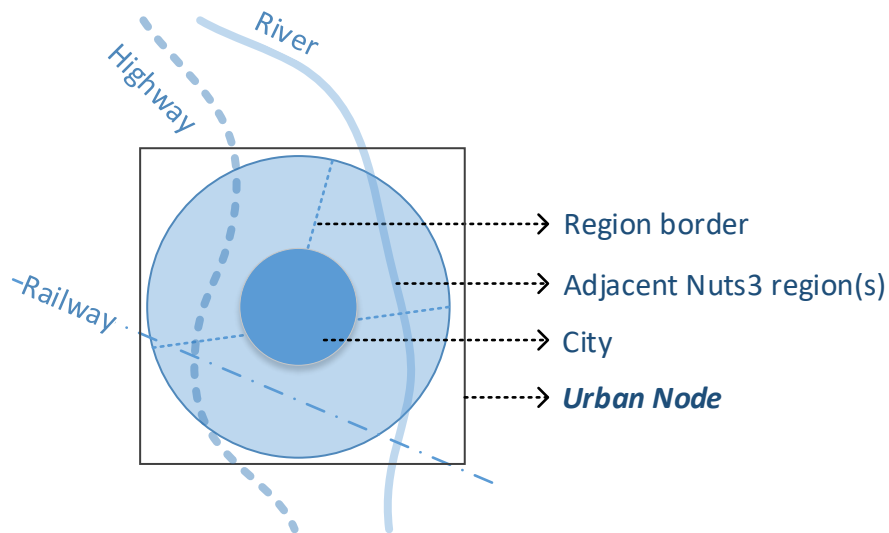 River
Highway
Region border
Adjacent Nuts3 region(s)
Railway
City
Urban Node